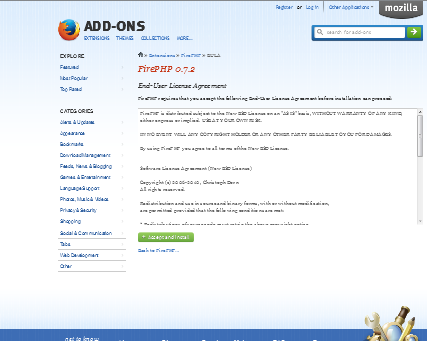 Register or Log in Other Applications
mozilla
ADD-ONS
EXTENSIONS THEMES COLLECTIONS MORE...
search for add-ons
EXPLORE
Featured
Most Popular
Top Rated
CATEGORIES
Alerts & Updates
Appearance
Bookmarks
Download Management
Feeds, News & Blogging
Games & Entertainment
Language Support
Photos, Music & Videos
Privacy & Security
Shopping
Social & Communication
Tabs
Web Development
Other
» Extensions » FirePHP » EULA
FirePHP 0.7.2
End-User License Agreement
FirePHP requires that you accept the following End-User License Agreement before installation can proceed:
FirePHP is distributed subject to the New BSD License on an "AS IS" basis, WITHOUT WARRANTY OF ANY KIND,
either express or implied. USE AT YOUR OWN RISK.
IN NO EVENT WILL ANY COPYRIGHT HOLDER OR ANY OTHER PARTY BE LIABLE TO YOU FOR DAMAGES.
By using FirePHP you agree to all terms of the New BSD License.
Software License Agreement (New BSD License)
All rights reserved.
Redistribution and use in source and binary forms, with or without modification,
are permitted provided that the following conditions are met:
Accept and Install
Back to FirePHP...
get to know